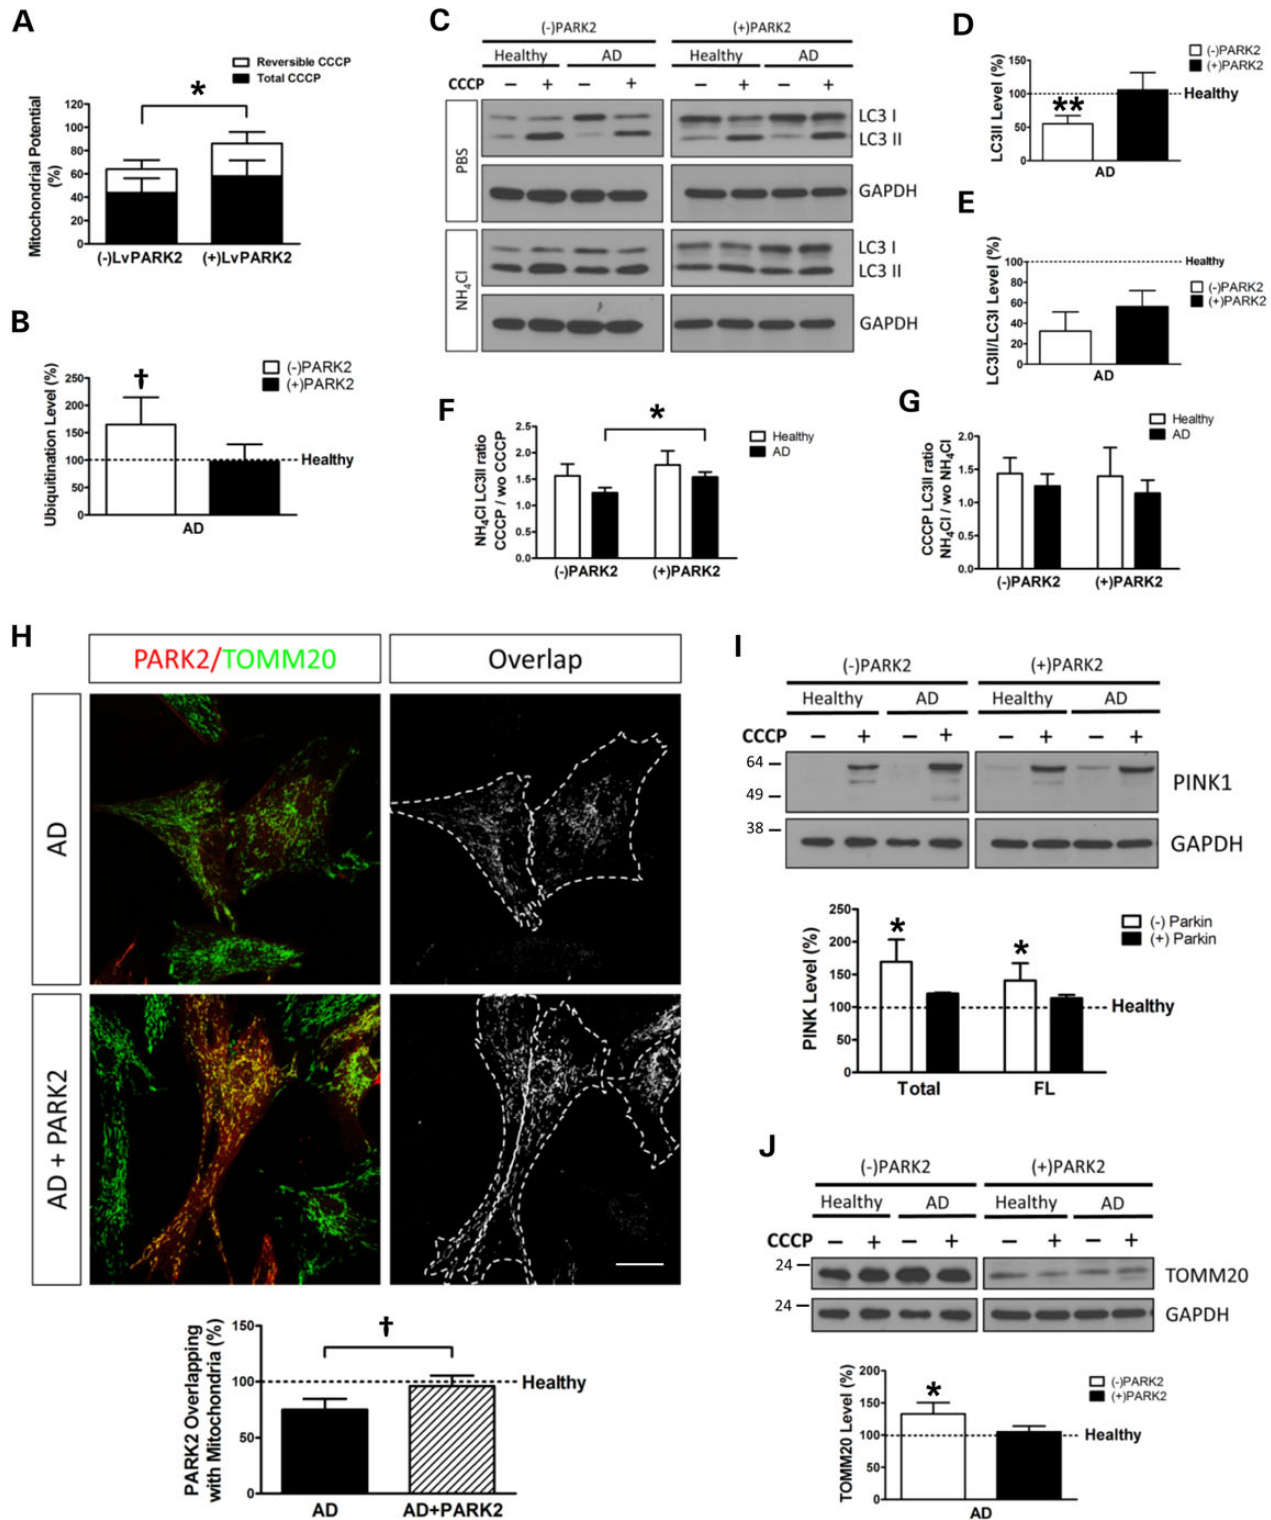 A
Reversible CCCP
Total CCCP
*
Mitochondrial Potential
(%)
120
100
80
60
40
20
0
(-)LvPARK2
(+)LvPARK2
B
(-)PARK2
(+)PARK2
Ubiquitination Level (%)
250
200
150
100
50
0
†
Healthy
AD
C
(-)PARK2
(+)PARK2
Healthy
AD
Healthy
AD
CCCP
− + − +
− + − +
PBS
LC3 I
LC3 II
GAPDH
NH4Cl
LC3 I
LC3 II
GAPDH
D
(-)PARK2
(+)PARK2
LC3II Level (%)
150
100
50
0
**
Healthy
AD
E
LC3II/LC3I Level (%)
100
80
60
40
20
0
Healthy
(-)PARK2
(+)PARK2
AD
F
NH4Cl LC3II ratio
CCCP / wo CCCP
2.5
2.0
1.5
1.0
0.5
0.0
*
Healthy
AD
(-)PARK2
(+)PARK2
G
CCCP LC3II ratio
NH4Cl / wo NH4Cl
2.0
1.5
1.0
0.5
0.0
Healthy
AD
(-)PARK2
(+)PARK2
H
PARK2/TOMM20
Overlap
AD
AD + PARK2
PARK2 Overlapping
with Mitochondria (%)
150
100
50
0
†
Healthy
AD
AD+PARK2
I
(-)PARK2
(+)PARK2
Healthy
AD
Healthy
AD
CCCP
− + − +
− + − +
64
49
38
PINK1
GAPDH
PINK Level (%)
250
200
150
100
50
0
*
*
(-) Parkin
(+) Parkin
Healthy
Total
FL
J
(-)PARK2
(+)PARK2
Healthy
AD
Healthy
AD
CCCP
− + − +
− + − +
24
TOMM20
24
GAPDH
TOMM20 Level (%)
200
150
100
50
0
*
(-)PARK2
(+)PARK2
Healthy
AD